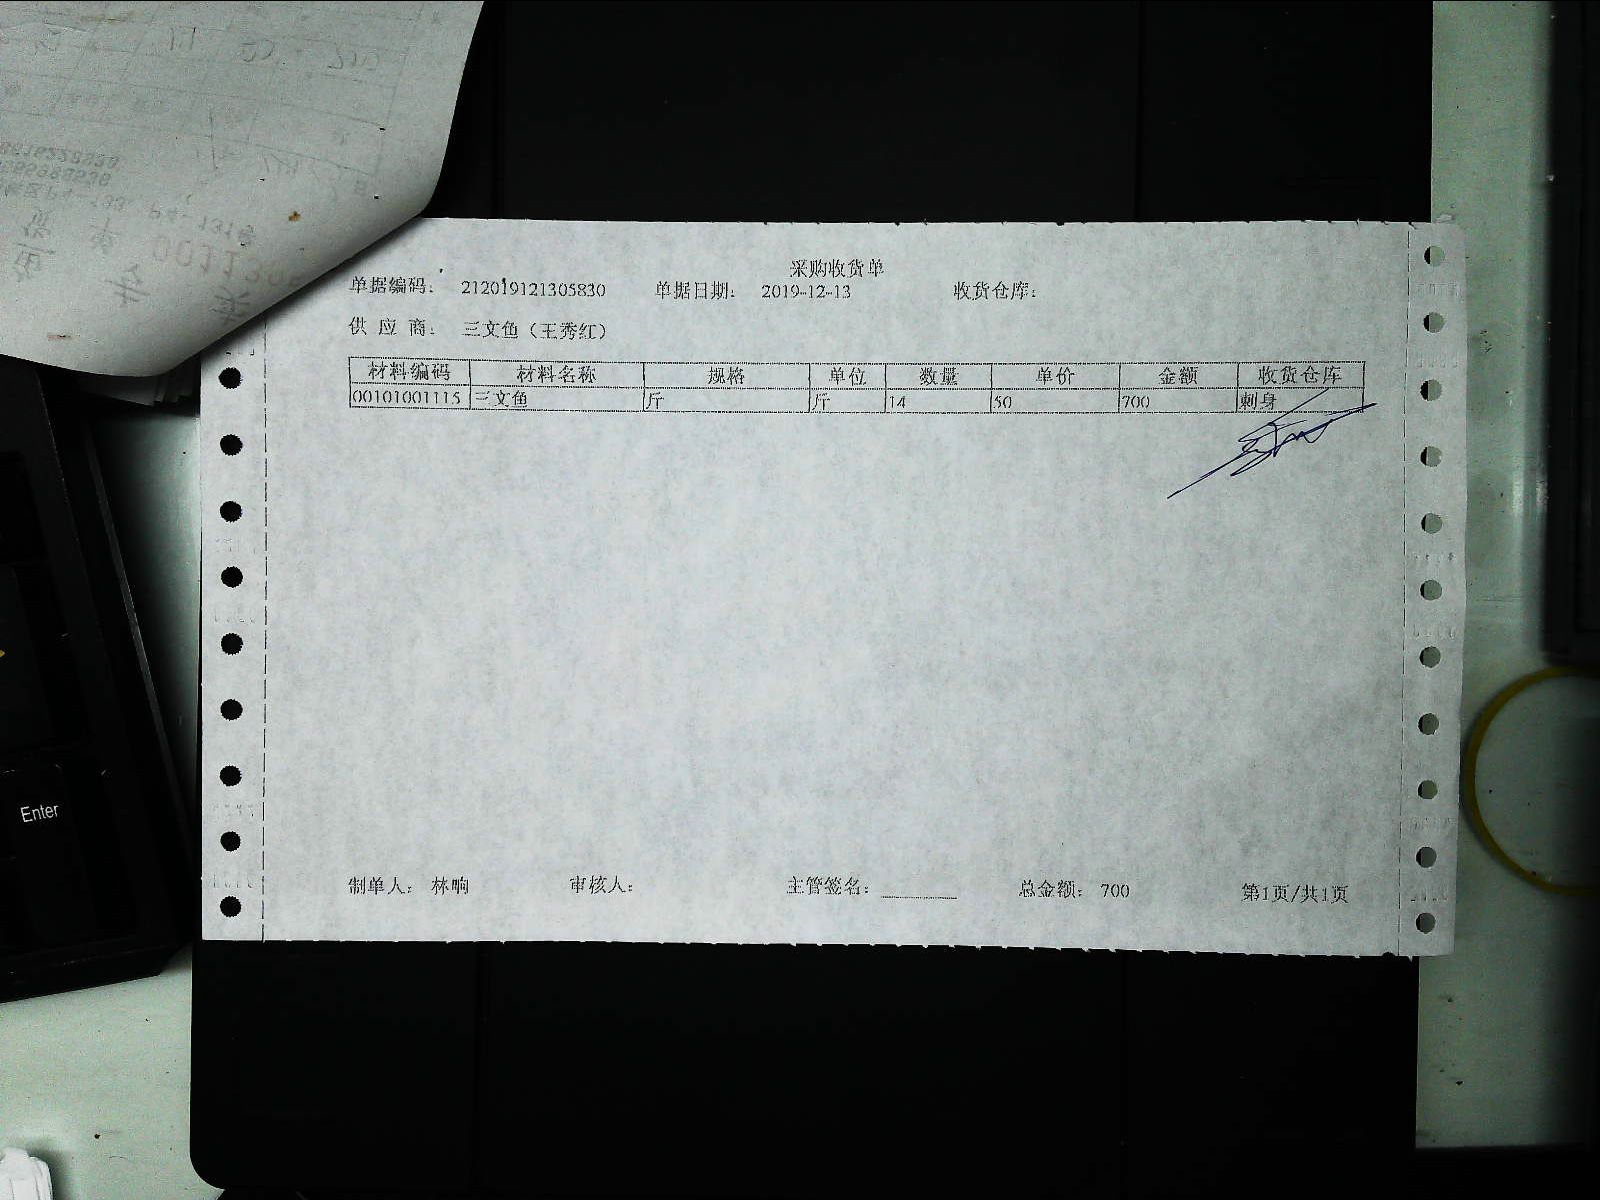 采购收货单
单据编码： 212019121305830 单据日期： 2019-12-13 收货仓库：
供 应 商： 三文鱼（王秀红）
材料编码 材料名称 规格 单位 数量 单价 金额 收货仓库
00101001115 三文鱼 斤 斤 14 50 700 刺身
制单人： 林响 审核人： 主管签名： 总金额： 700 第1页/共1页
Enter